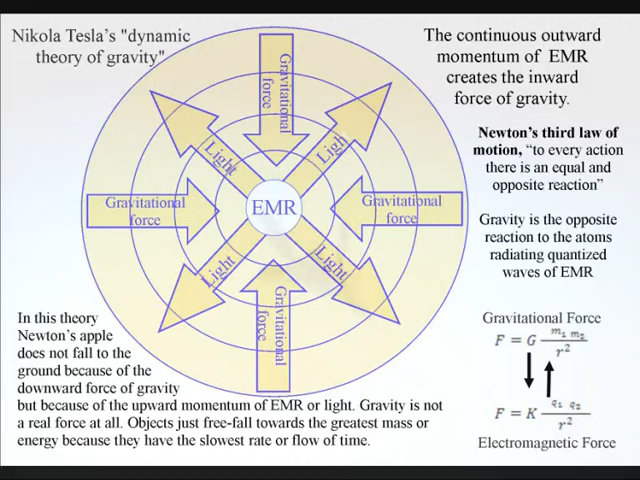 Nikola Tesla's "dynamic
theory of gravity"
The continuous outward
momentum of EMR
creates the inward
force of gravity.
Newton's third law of
motion, "to every action
there is an equal and
opposite reaction"
Gravity is the opposite
reaction to the atoms
radiating quantized
waves of EMR
Gravitational
force
Light
Light
Gravitational
force
EMR
Gravitational
force
Light
Light
Gravitational
force
Gravitational Force
F = G m₁ m₂ / r²
F = K q₁ q₂ / r²
Electromagnetic Force
In this theory
Newton's apple
does not fall to the
ground because of the
downward force of gravity
but because of the upward momentum of EMR or light. Gravity is not
a real force at all. Objects just free-fall towards the greatest mass or
energy because they have the slowest rate or flow of time.